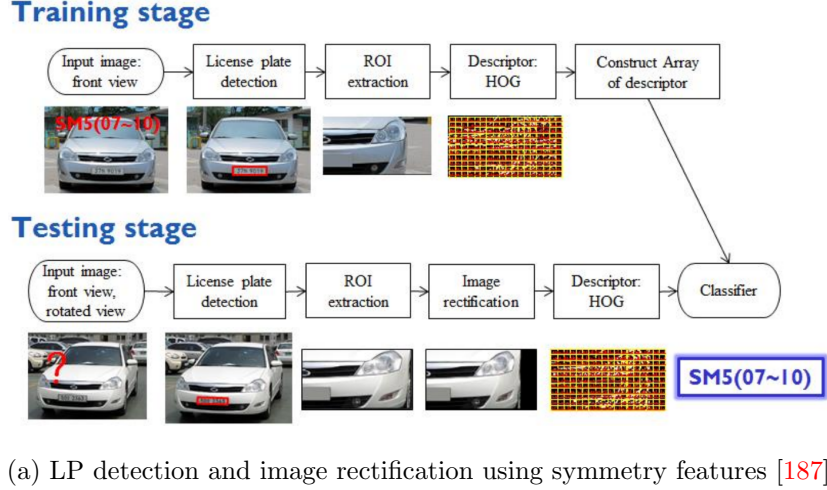 Training stage
Input image:
front view
License plate
detection
ROI
extraction
Descriptor:
HOG
Construct Array
of descriptor
SM5(07~10)
Testing stage
Input image:
front view,
rotated view
License plate
detection
ROI
extraction
Image
rectification
Descriptor:
HOG
Classifier
?
SM5(07~10)
(a) LP detection and image rectification using symmetry features [187]